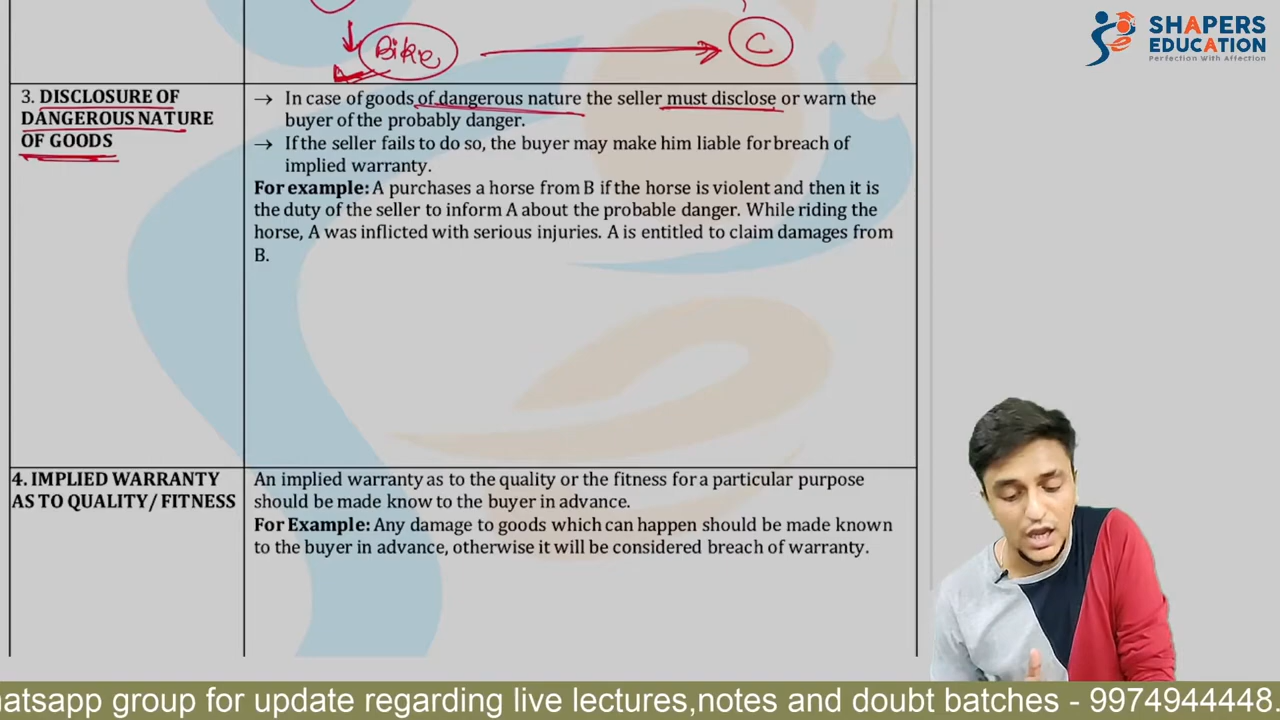 SHAPERS
EDUCATION
Perfection With Affection
Bike
C
3. DISCLOSURE OF
DANGEROUS NATURE
OF GOODS
→ In case of goods of dangerous nature the seller must disclose or warn the
buyer of the probably danger.
→ If the seller fails to do so, the buyer may make him liable for breach of
implied warranty.
For example: A purchases a horse from B if the horse is violent and then it is
the duty of the seller to inform A about the probable danger. While riding the
horse, A was inflicted with serious injuries. A is entitled to claim damages from
B.
4. IMPLIED WARRANTY
AS TO QUALITY/ FITNESS
An implied warranty as to the quality or the fitness for a particular purpose
should be made know to the buyer in advance.
For Example: Any damage to goods which can happen should be made known
to the buyer in advance, otherwise it will be considered breach of warranty.
hatsapp group for update regarding live lectures,notes and doubt batches - 9974944448.